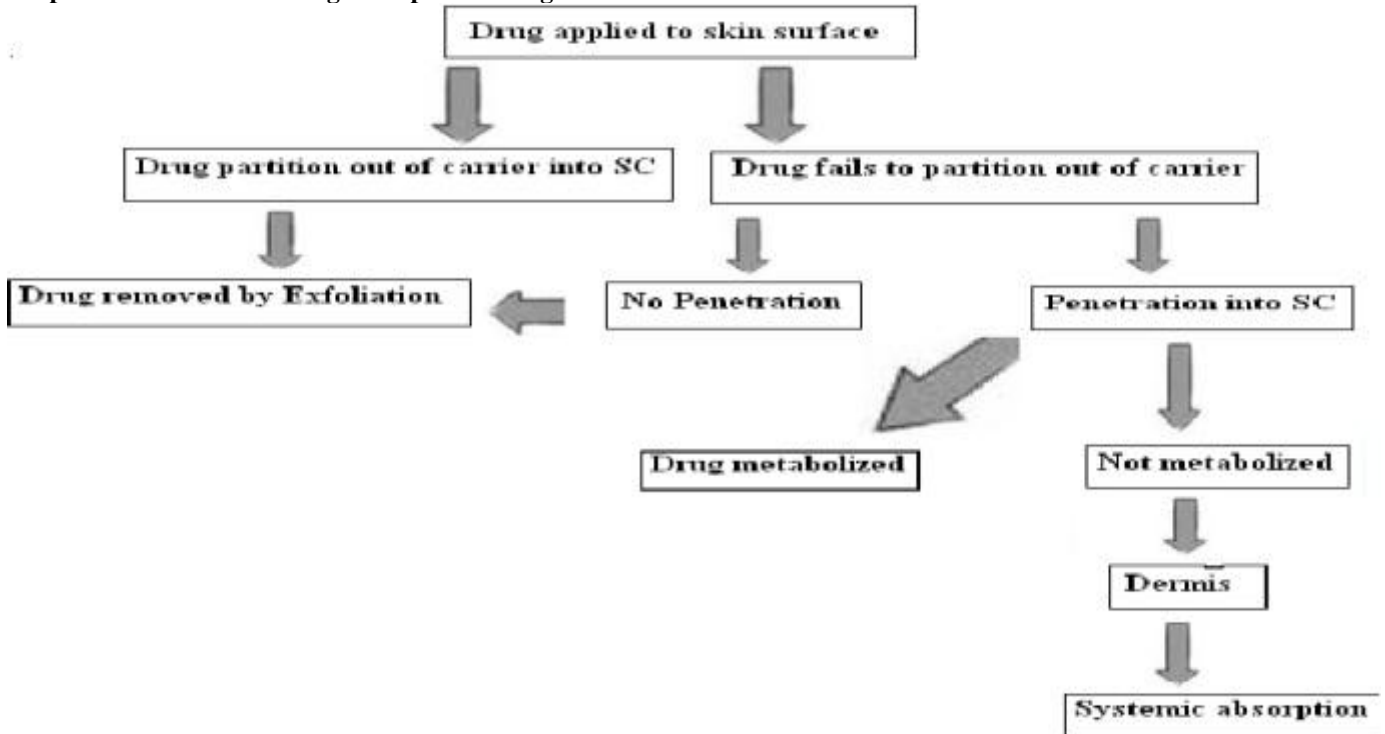 Drug applied to skin surface
Drug partition out of carrier into SC
Drug fails to partition out of carrier
Drug removed by Exfoliation
No Penetration
Penetration into SC
Drug metabolized
Not metabolized
Dermis
Systemic absorption